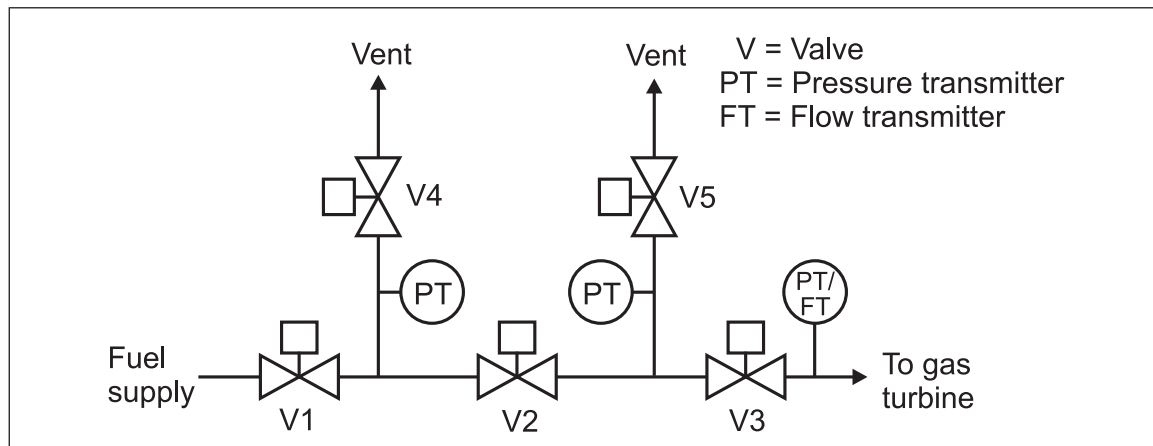 Vent
Vent
V = Valve
PT = Pressure transmitter
FT = Flow transmitter
V4
V5
PT
PT
PT/
FT
Fuel
supply
To gas
turbine
V1
V2
V3